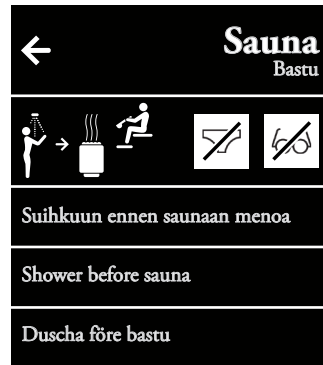 Sauna
Bastu
Suihkuun ennen saunaan menoa
Shower before sauna
Duscha före bastu